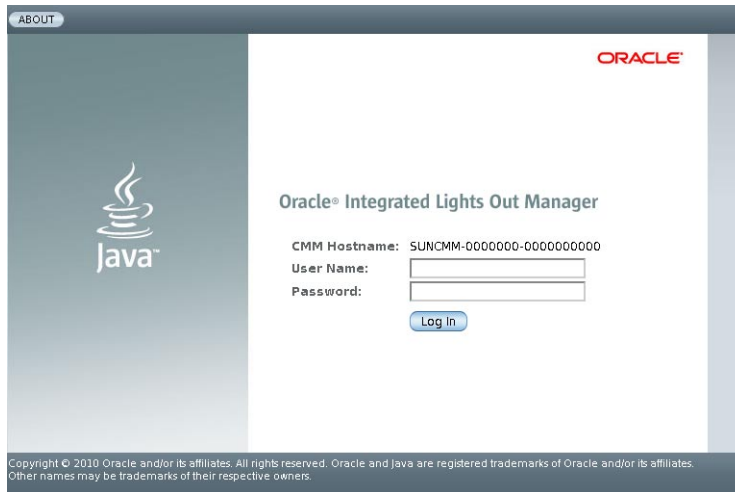 ABOUT
ORACLE®
Java™
Oracle® Integrated Lights Out Manager
CMM Hostname: SUNCMM-0000000-0000000000
User Name:
Password:
Log In
Copyright © 2010 Oracle and/or its affiliates. All rights reserved. Oracle and Java are registered trademarks of Oracle and/or its affiliates.
Other names may be trademarks of their respective owners.